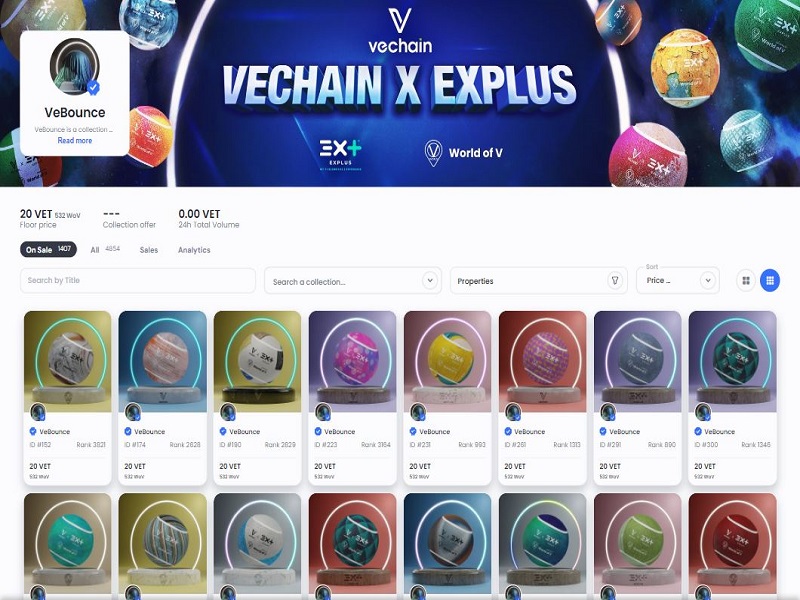 vechain
VECHAIN X EXPLUS
EX+
EXPLUS
World of V
VeBounce
VeBounce is a collection ...
Read more
20 VET 532 WoV
Floor price
---
Collection offer
0.00 VET
24h Total Volume
On Sale 1407 All 4854 Sales Analytics
Search by Title
Search a collection...
Properties
Sort
Price ...
VeBounce
ID #152 Rank 3821
20 VET
532 WoV
VeBounce
ID #174 Rank 2628
20 VET
532 WoV
VeBounce
ID #190 Rank 2629
20 VET
532 WoV
VeBounce
ID #223 Rank 3164
20 VET
532 WoV
VeBounce
ID #231 Rank 993
20 VET
532 WoV
VeBounce
ID #261 Rank 1313
20 VET
532 WoV
VeBounce
ID #291 Rank 890
20 VET
532 WoV
VeBounce
ID #300 Rank 1346
20 VET
532 WoV